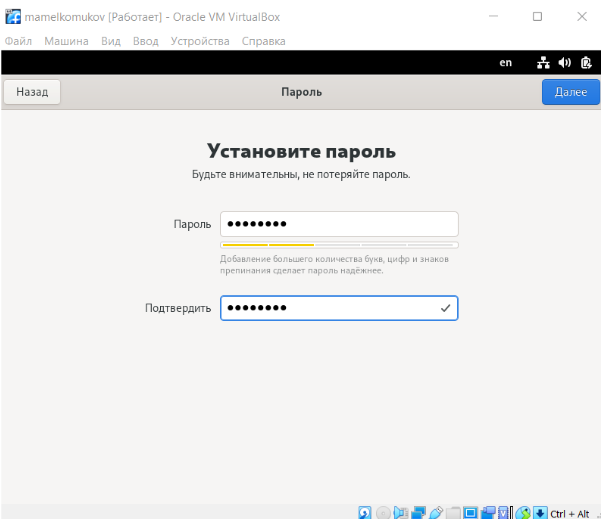 mamelkomukov [Работает] - Oracle VM VirtualBox
Файл Машина Вид Ввод Устройства Справка
en
Назад Пароль Далее
Установите пароль
Будьте внимательны, не потеряйте пароль.
Пароль ●●●●●●●●
Добавление большего количества букв, цифр и знаков
препинания сделает пароль надёжнее.
Подтвердить ●●●●●●●●
Ctrl + Alt